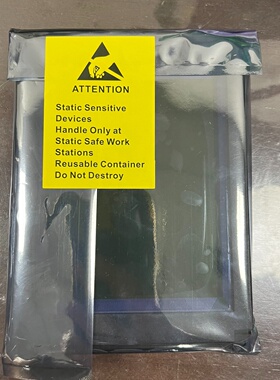 ATTENTION
Static Sensitive
Devices
Handle Only at
Static Safe Work
Stations
Reusable Container
Do Not Destroy